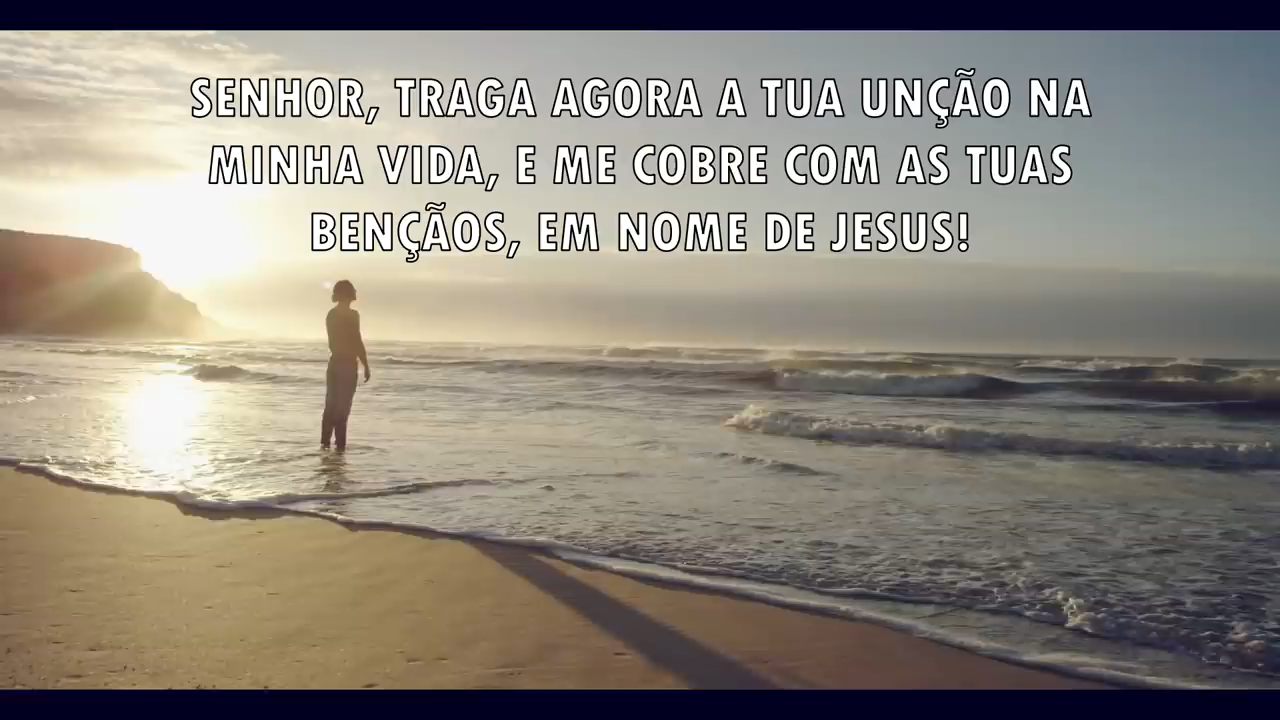 SENHOR, TRAGA AGORA A TUA UNÇÃO NA
MINHA VIDA, E ME COBRE COM AS TUAS
BENÇÃOS, EM NOME DE JESUS!